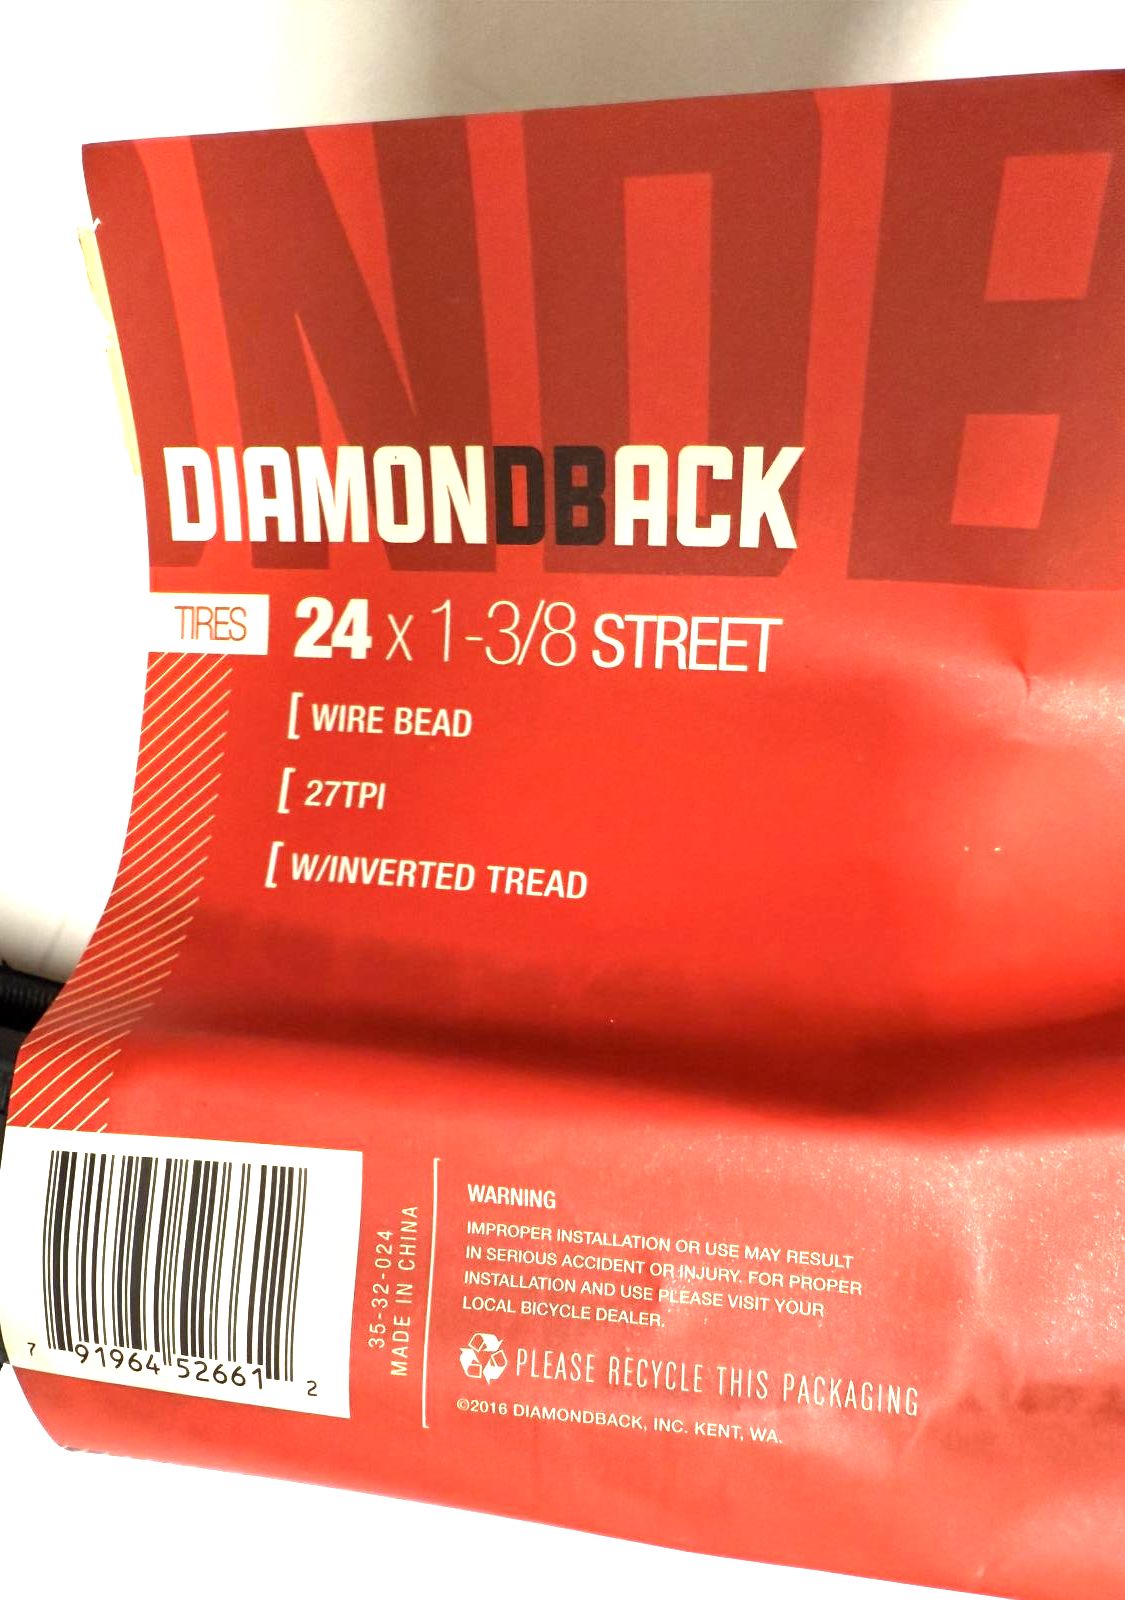 DIAMONDBACK
TIRES 24 x 1-3/8 STREET
[ WIRE BEAD
[ 27TPI
[ W/INVERTED TREAD
7 91964 52661 2
35-32-024
MADE IN CHINA
WARNING
IMPROPER INSTALLATION OR USE MAY RESULT
IN SERIOUS ACCIDENT OR INJURY. FOR PROPER
INSTALLATION AND USE PLEASE VISIT YOUR
LOCAL BICYCLE DEALER.
PLEASE RECYCLE THIS PACKAGING
©2016 DIAMONDBACK, INC. KENT, WA.